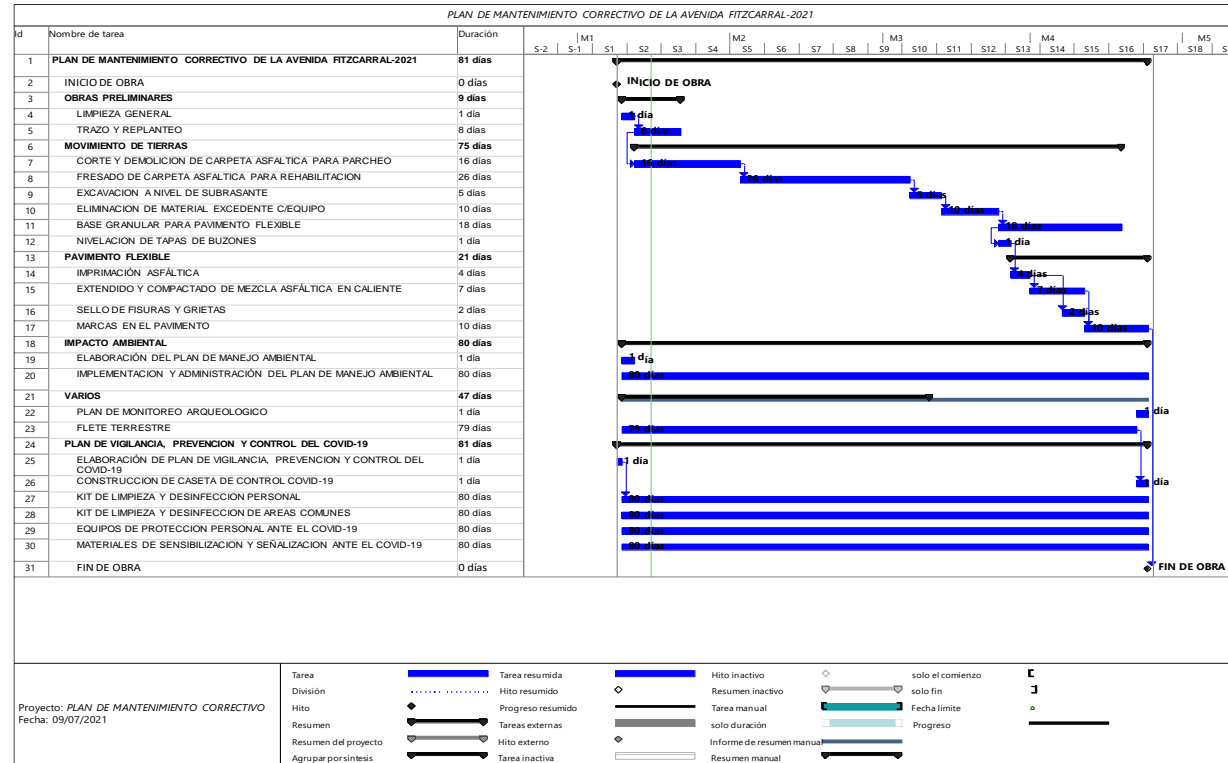 PLAN DE MANTENIMIENTO CORRECTIVO DE LA AVENIDA FITZCARRAL-2021
Id Nombre de tarea Duración M1 M2 M3 M4 M5
S-2 S-1 S1 S2 S3 S4 S5 S6 S7 S8 S9 S10 S11 S12 S13 S14 S15 S16 S17 S18 S
1 PLAN DE MANTENIMIENTO CORRECTIVO DE LA AVENIDA FITZCARRAL-2021 81 días
2 INICIO DE OBRA 0 días INICIO DE OBRA
3 OBRAS PRELIMINARES 9 días
4 LIMPIEZA GENERAL 1 día 1 día
5 TRAZO Y REPLANTEO 8 días 8 días
6 MOVIMIENTO DE TIERRAS 75 días
7 CORTE Y DEMOLICION DE CARPETA ASFALTICA PARA PARCHEO 16 días 16 días
8 FRESADO DE CARPETA ASFALTICA PARA REHABILITACION 26 días 26 días
9 EXCAVACION A NIVEL DE SUBRASANTE 5 días 5 días
10 ELIMINACION DE MATERIAL EXCEDENTE C/EQUIPO 10 días 10 días
11 BASE GRANULAR PARA PAVIMENTO FLEXIBLE 18 días 18 días
12 NIVELACION DE TAPAS DE BUZONES 1 día 1 día
13 PAVIMENTO FLEXIBLE 21 días
14 IMPRIMACIÓN ASFÁLTICA 4 días 4 días
15 EXTENDIDO Y COMPACTADO DE MEZCLA ASFÁLTICA EN CALIENTE 7 días 7 días
16 SELLO DE FISURAS Y GRIETAS 2 días 2 días
17 MARCAS EN EL PAVIMENTO 10 días 10 días
18 IMPACTO AMBIENTAL 80 días
19 ELABORACIÓN DEL PLAN DE MANEJO AMBIENTAL 1 día 1 día
20 IMPLEMENTACION Y ADMINISTRACIÓN DEL PLAN DE MANEJO AMBIENTAL 80 días 80 días
21 VARIOS 47 días
22 PLAN DE MONITOREO ARQUEOLOGICO 1 día 1 día
23 FLETE TERRESTRE 79 días 79 días
24 PLAN DE VIGILANCIA, PREVENCION Y CONTROL DEL COVID-19 81 días
25 ELABORACIÓN DE PLAN DE VIGILANCIA, PREVENCION Y CONTROL DEL 1 día 1 día
COVID-19
26 CONSTRUCCION DE CASETA DE CONTROL COVID-19 1 día 1 día
27 KIT DE LIMPIEZA Y DESINFECCION PERSONAL 80 días 80 días
28 KIT DE LIMPIEZA Y DESINFECCION DE AREAS COMUNES 80 días 80 días
29 EQUIPOS DE PROTECCION PERSONAL ANTE EL COVID-19 80 días 80 días
30 MATERIALES DE SENSIBILIZACION Y SEÑALIZACION ANTE EL COVID-19 80 días 80 días
31 FIN DE OBRA 0 días FIN DE OBRA
Proyecto: PLAN DE MANTENIMIENTO CORRECTIVO
Fecha: 09/07/2021
Tarea Tarea resumida Hito inactivo solo el comienzo
División Hito resumido Resumen inactivo solo fin
Hito Progreso resumido Tarea manual Fecha límite
Resumen Tareas externas solo duración Progreso
Resumen del proyecto Hito externo Informe de resumen manual
Agrupar por síntesis Tarea inactiva Resumen manual